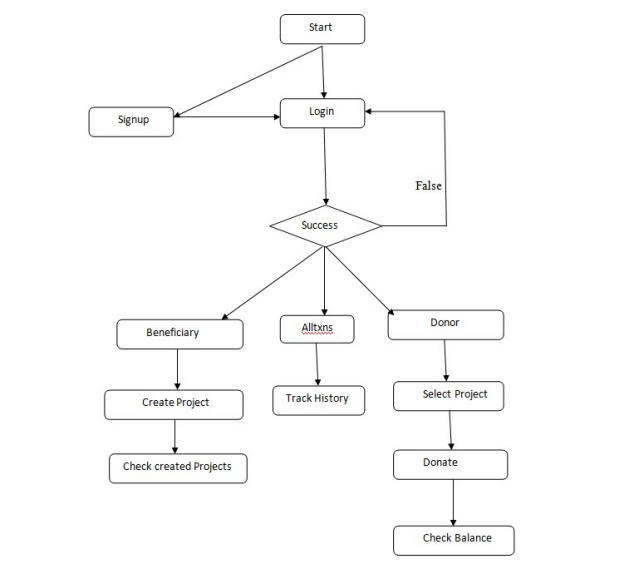 Start
Signup
Login
False
Success
Beneficiary
Alltxns
Donor
Create Project
Track History
Select Project
Check created Projects
Donate
Check Balance